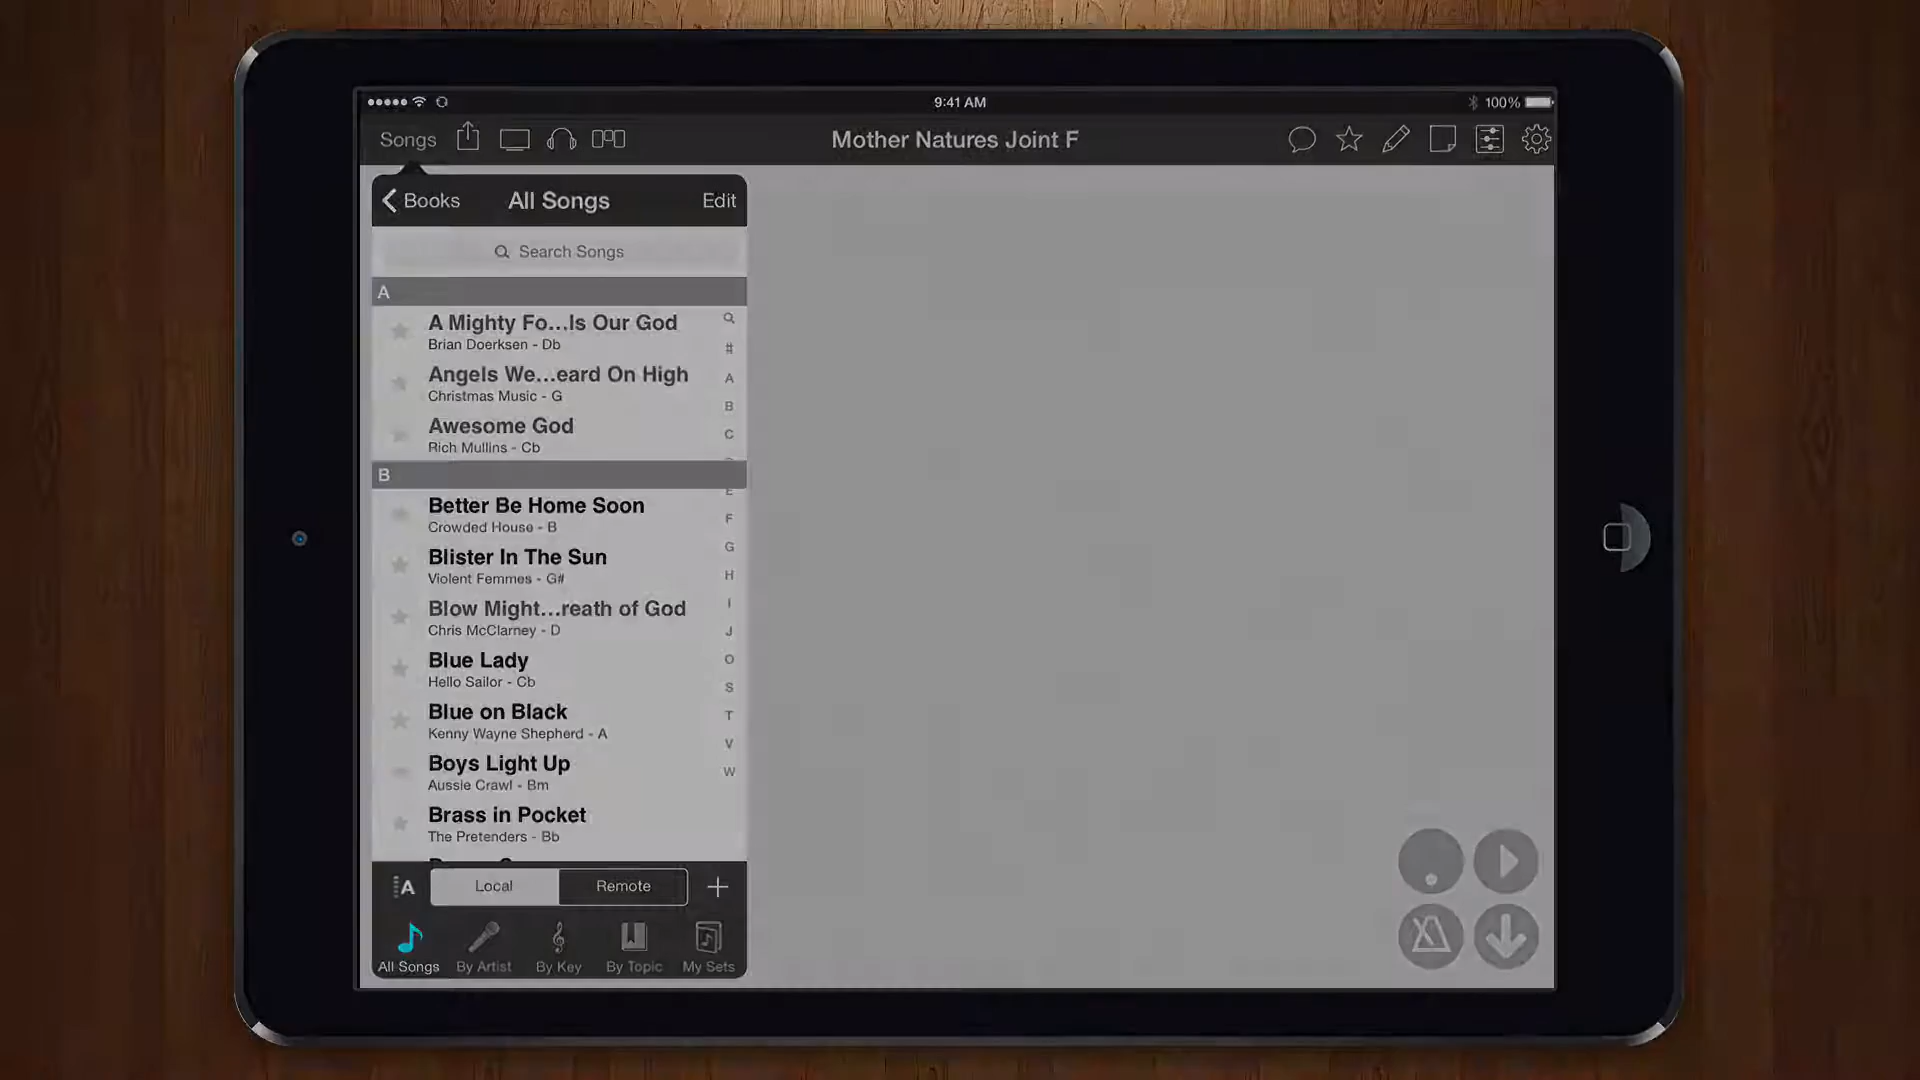 9:41 AM
100%
Songs
Mother Natures Joint F
Books
All Songs
Edit
Search Songs
A
A Mighty Fo...Is Our God
Brian Doerksen - Db
Angels We...eard On High
Christmas Music - G
Awesome God
Rich Mullins - Cb
B
Better Be Home Soon
Crowded House - B
Blister In The Sun
Violent Femmes - G#
Blow Might...reath of God
Chris McClarney - D
Blue Lady
Hello Sailor - Cb
Blue on Black
Kenny Wayne Shepherd - A
Boys Light Up
Aussie Crawl - Bm
Brass in Pocket
The Pretenders - Bb
#
A
B
C
E
F
G
H
I
J
O
S
T
V
W
A
Local
Remote
All Songs
By Artist
By Key
By Topic
My Sets